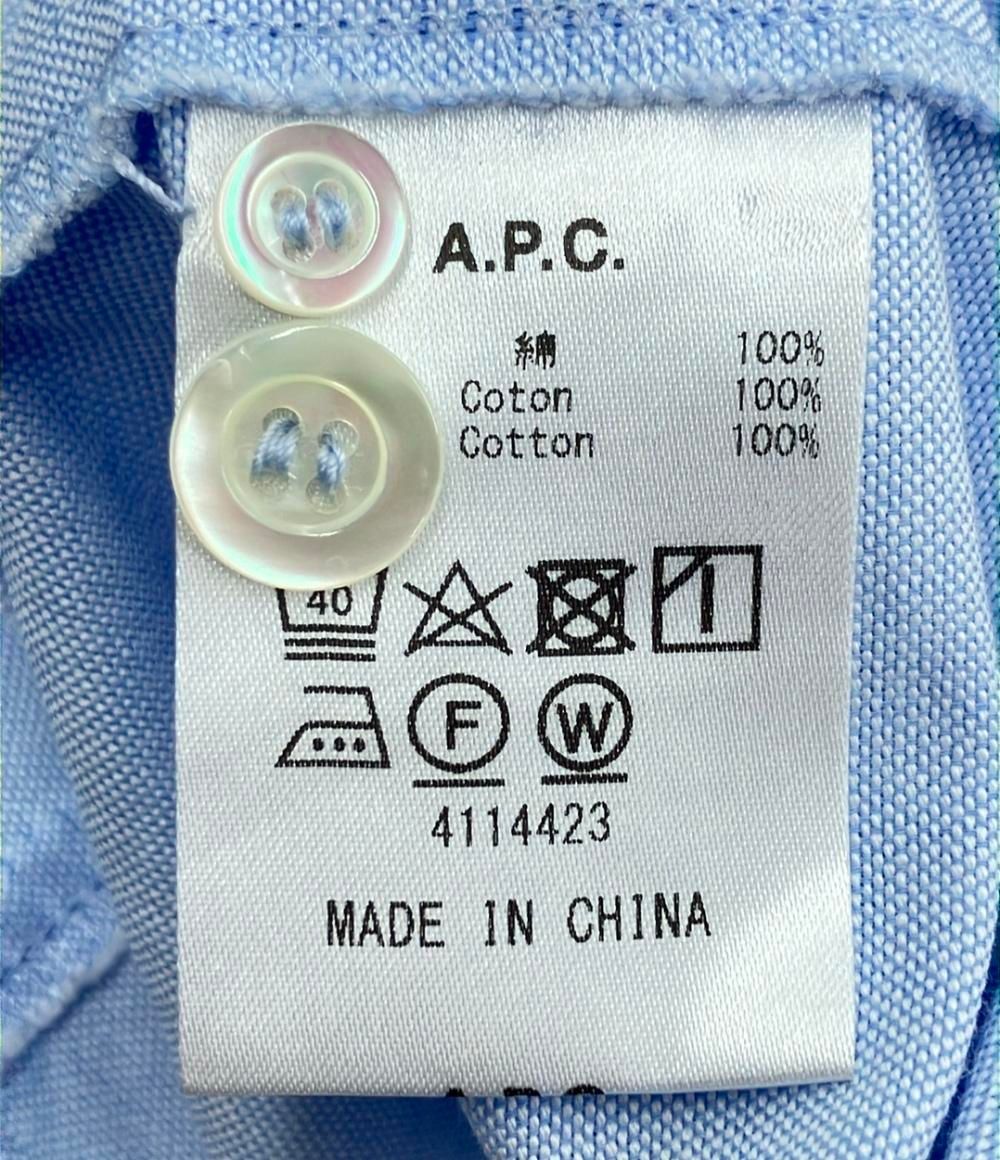 A.P.C.
綿 100%
Coton 100%
Cotton 100%
40
F W
4114423
MADE IN CHINA